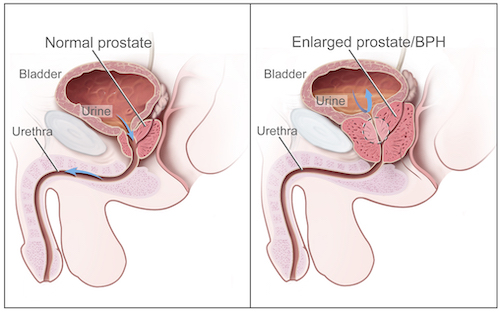 Normal prostate
Bladder
Urine
Urethra
Enlarged prostate/BPH
Bladder
Urine
Urethra